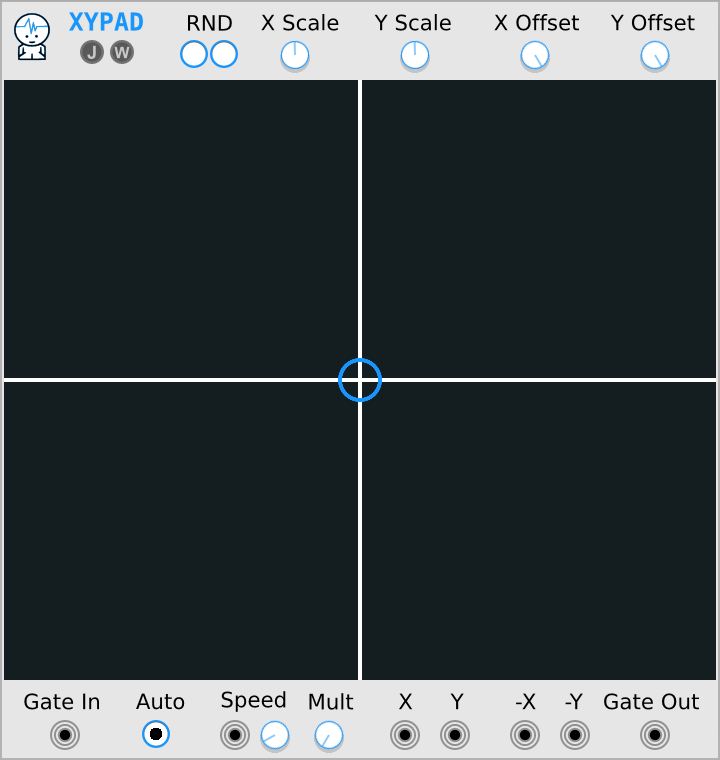 XYPAD
J W
RND X Scale Y Scale X Offset Y Offset
Gate In Auto Speed Mult X Y -X -Y Gate Out